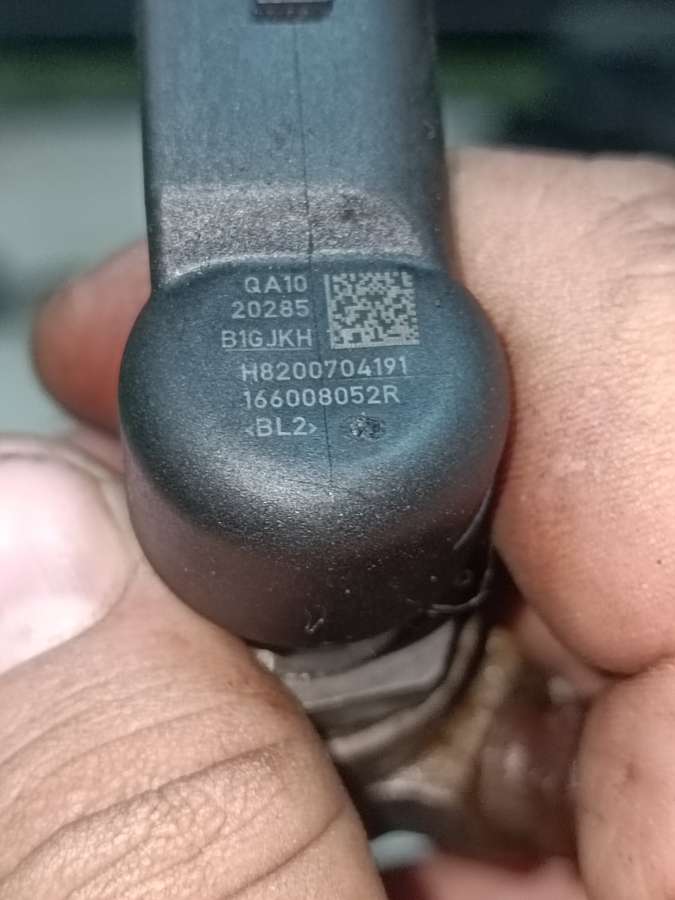 QA10
20285
B1GJKH
H8200704191
166008052R
<BL2>